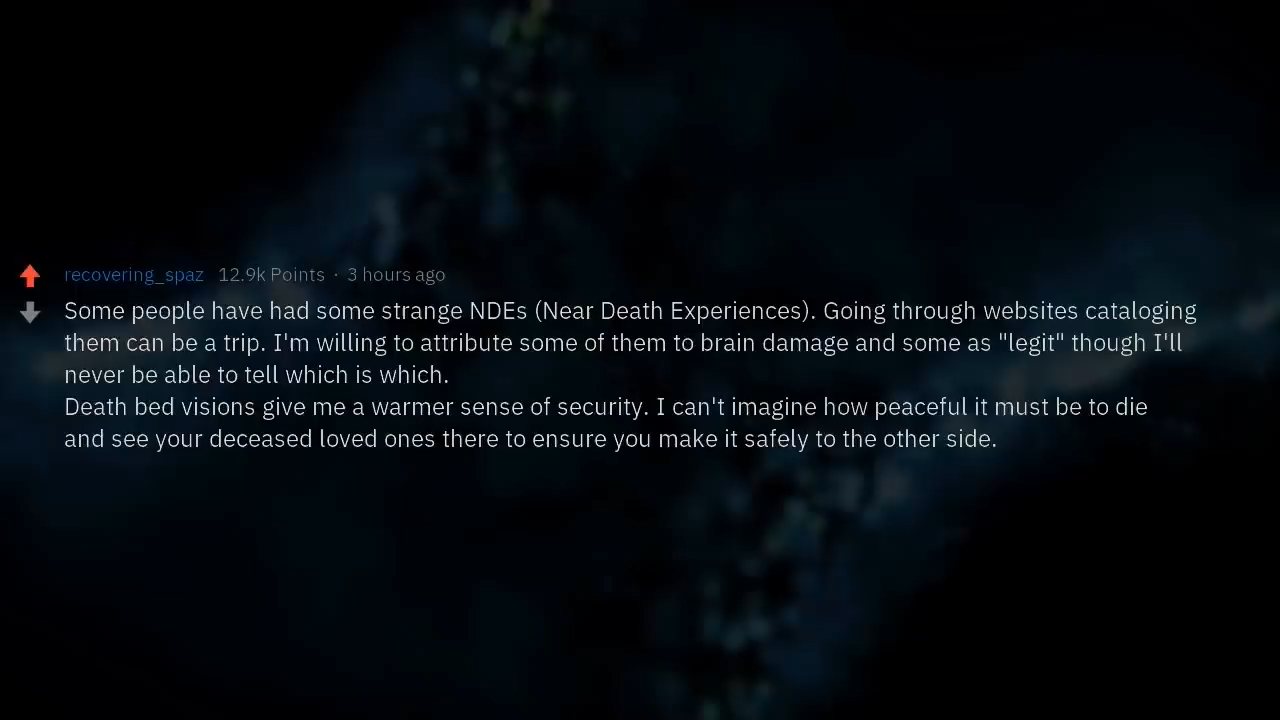 recovering_spaz 12.9k Points · 3 hours ago
Some people have had some strange NDEs (Near Death Experiences). Going through websites cataloging
them can be a trip. I'm willing to attribute some of them to brain damage and some as "legit" though I'll
never be able to tell which is which.
Death bed visions give me a warmer sense of security. I can't imagine how peaceful it must be to die
and see your deceased loved ones there to ensure you make it safely to the other side.